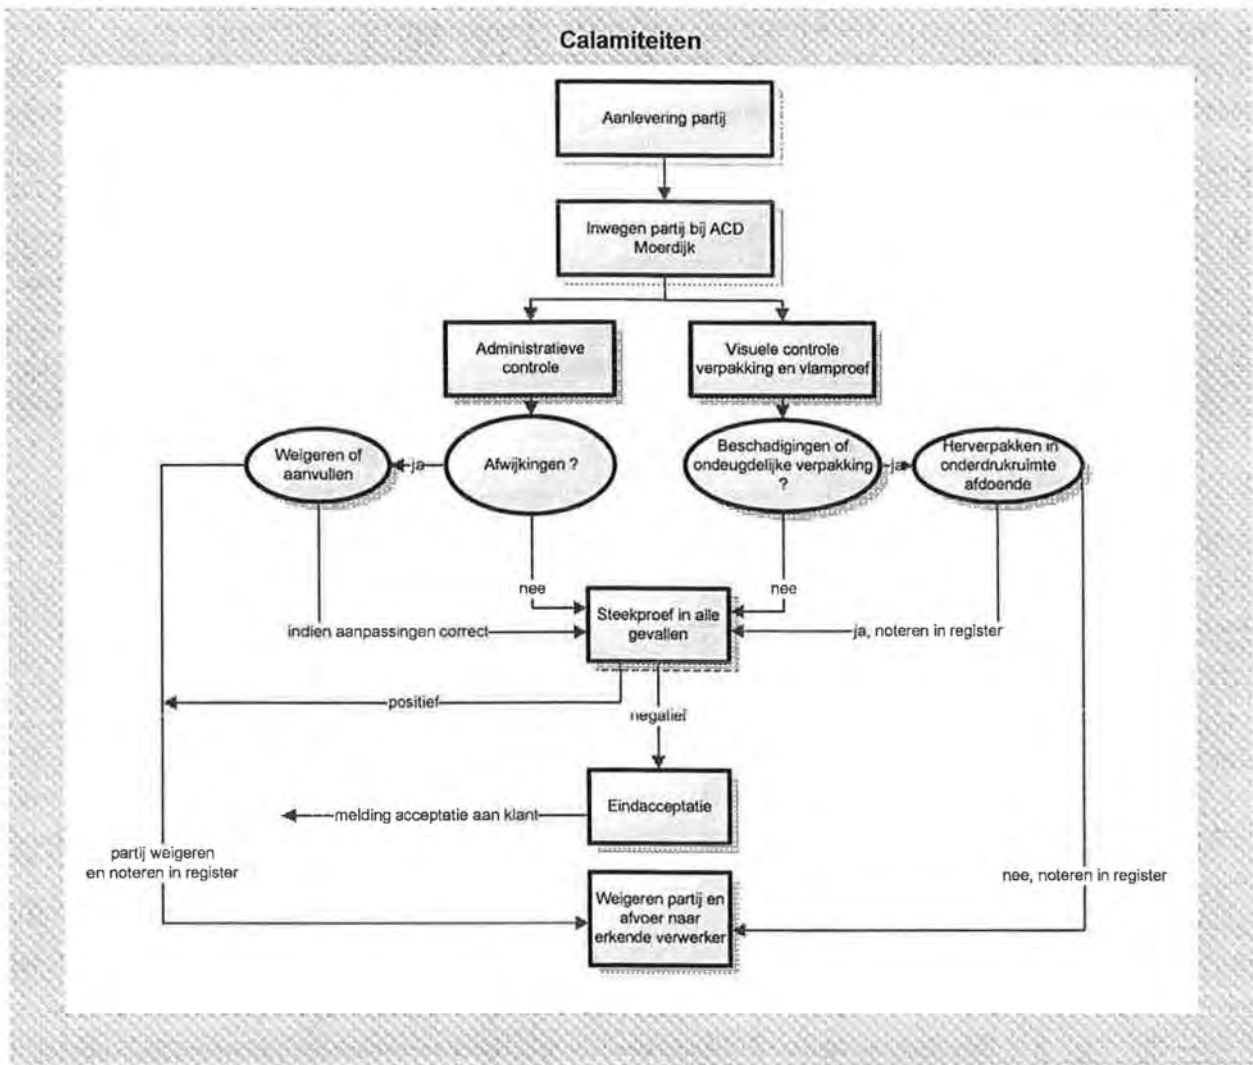 Calamiteiten
Aanlevering partij
Inwegen partij bij ACD
Moerdijk
Administratieve
controle
Visuele controle
verpakking en vlamproef
Weigeren of
aanvullen
ja
Afwijkingen ?
Beschadigingen of
ondeugdelijke verpakking
?
ja
Herverpakken in
onderdrukruimte
afdoende
nee
nee
indien aanpassingen correct
Steekproef in alle
gevallen
ja, noteren in register
positief
negatief
melding acceptatie aan klant
Eindacceptatie
partij weigeren
en noteren in register
nee, noteren in register
Weigeren partij en
afvoer naar
erkende verwerker